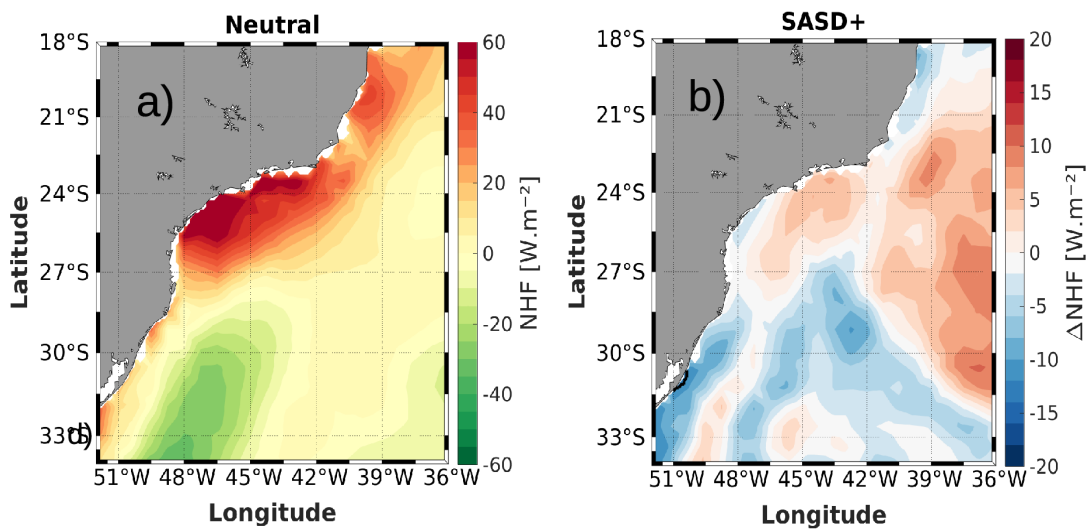 Neutral
SASD+
a)
b)
18°S
21°S
24°S
27°S
30°S
33°S
d)
Latitude
51°W 48°W 45°W 42°W 39°W 36°W
Longitude
60
40
20
0
-20
-40
-60
NHF [W.m⁻²]
18°S
21°S
24°S
27°S
30°S
33°S
Latitude
51°W 48°W 45°W 42°W 39°W 36°W
Longitude
20
15
10
5
0
-5
-10
-15
-20
△NHF [W.m⁻²]